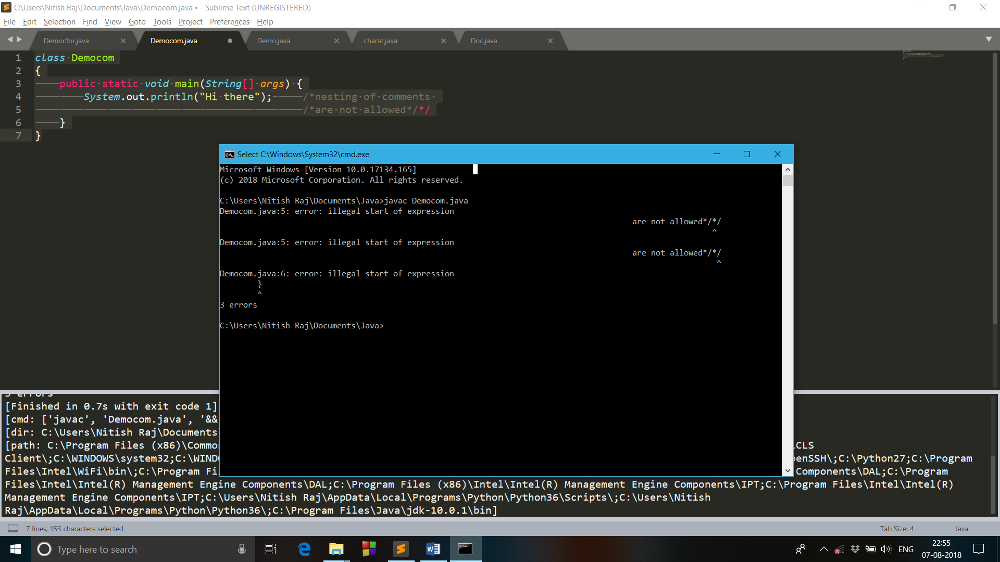 C:\Users\Nitish Raj\Documents\Java\Democom.java • - Sublime Text (UNREGISTERED)
File Edit Selection Find View Goto Tools Project Preferences Help
Democfor.java Democom.java Demo.java charat.java Doc.java
1 class Democom
2 {
3 public static void main(String[] args) {
4 System.out.println("Hi there"); /*nesting of comments
5 /*are not allowed*/*/
6 }
7 }
Select C:\Windows\System32\cmd.exe
Microsoft Windows [Version 10.0.17134.165]
(c) 2018 Microsoft Corporation. All rights reserved.
C:\Users\Nitish Raj\Documents\Java>javac Democom.java
Democom.java:5: error: illegal start of expression
are not allowed*/*/
^
Democom.java:5: error: illegal start of expression
are not allowed*/*/
^
Democom.java:6: error: illegal start of expression
}
^
3 errors
C:\Users\Nitish Raj\Documents\Java>
errors
[Finished in 0.7s with exit code 1]
[cmd: ['javac', 'Democom.java', '&&
[dir: C:\Users\Nitish Raj\Documents
[path: C:\Program Files (x86)\Common CLS
Client\;C:\WINDOWS\system32;C:\WIND enSSH\;C:\Python27;C:\Program
Files\Intel\WiFi\bin\;C:\Program Fi Components\DAL;C:\Program
Files\Intel\Intel(R) Management Engine Components\DAL;C:\Program Files (x86)\Intel\Intel(R) Management Engine Components\IPT;C:\Program Files\Intel\Intel(R)
Management Engine Components\IPT;C:\Users\Nitish Raj\AppData\Local\Programs\Python\Python36\Scripts\;C:\Users\Nitish
Raj\AppData\Local\Programs\Python\Python36\;C:\Program Files\Java\jdk-10.0.1\bin]
7 lines, 153 characters selected Tab Size: 4 Java
Type here to search ENG 22:55
07-08-2018